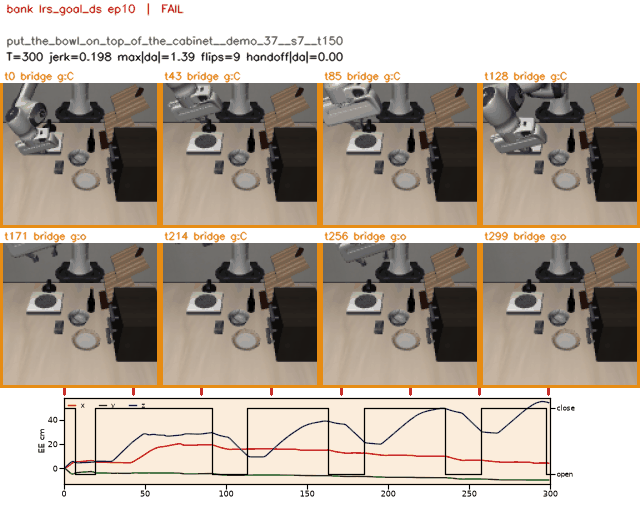 bank lrs_goal_ds ep10 | FAIL
put_the_bowl_on_top_of_the_cabinet__demo_37__s7__t150
T=300 jerk=0.198 max|da|=1.39 flips=9 handoff|da|=0.00
t0 bridge g:C
t43 bridge g:C
t85 bridge g:C
t128 bridge g:C
t171 bridge g:o
t214 bridge g:C
t256 bridge g:o
t299 bridge g:o
x y z
EE cm
40
20
0
close
open
0 50 100 150 200 250 300